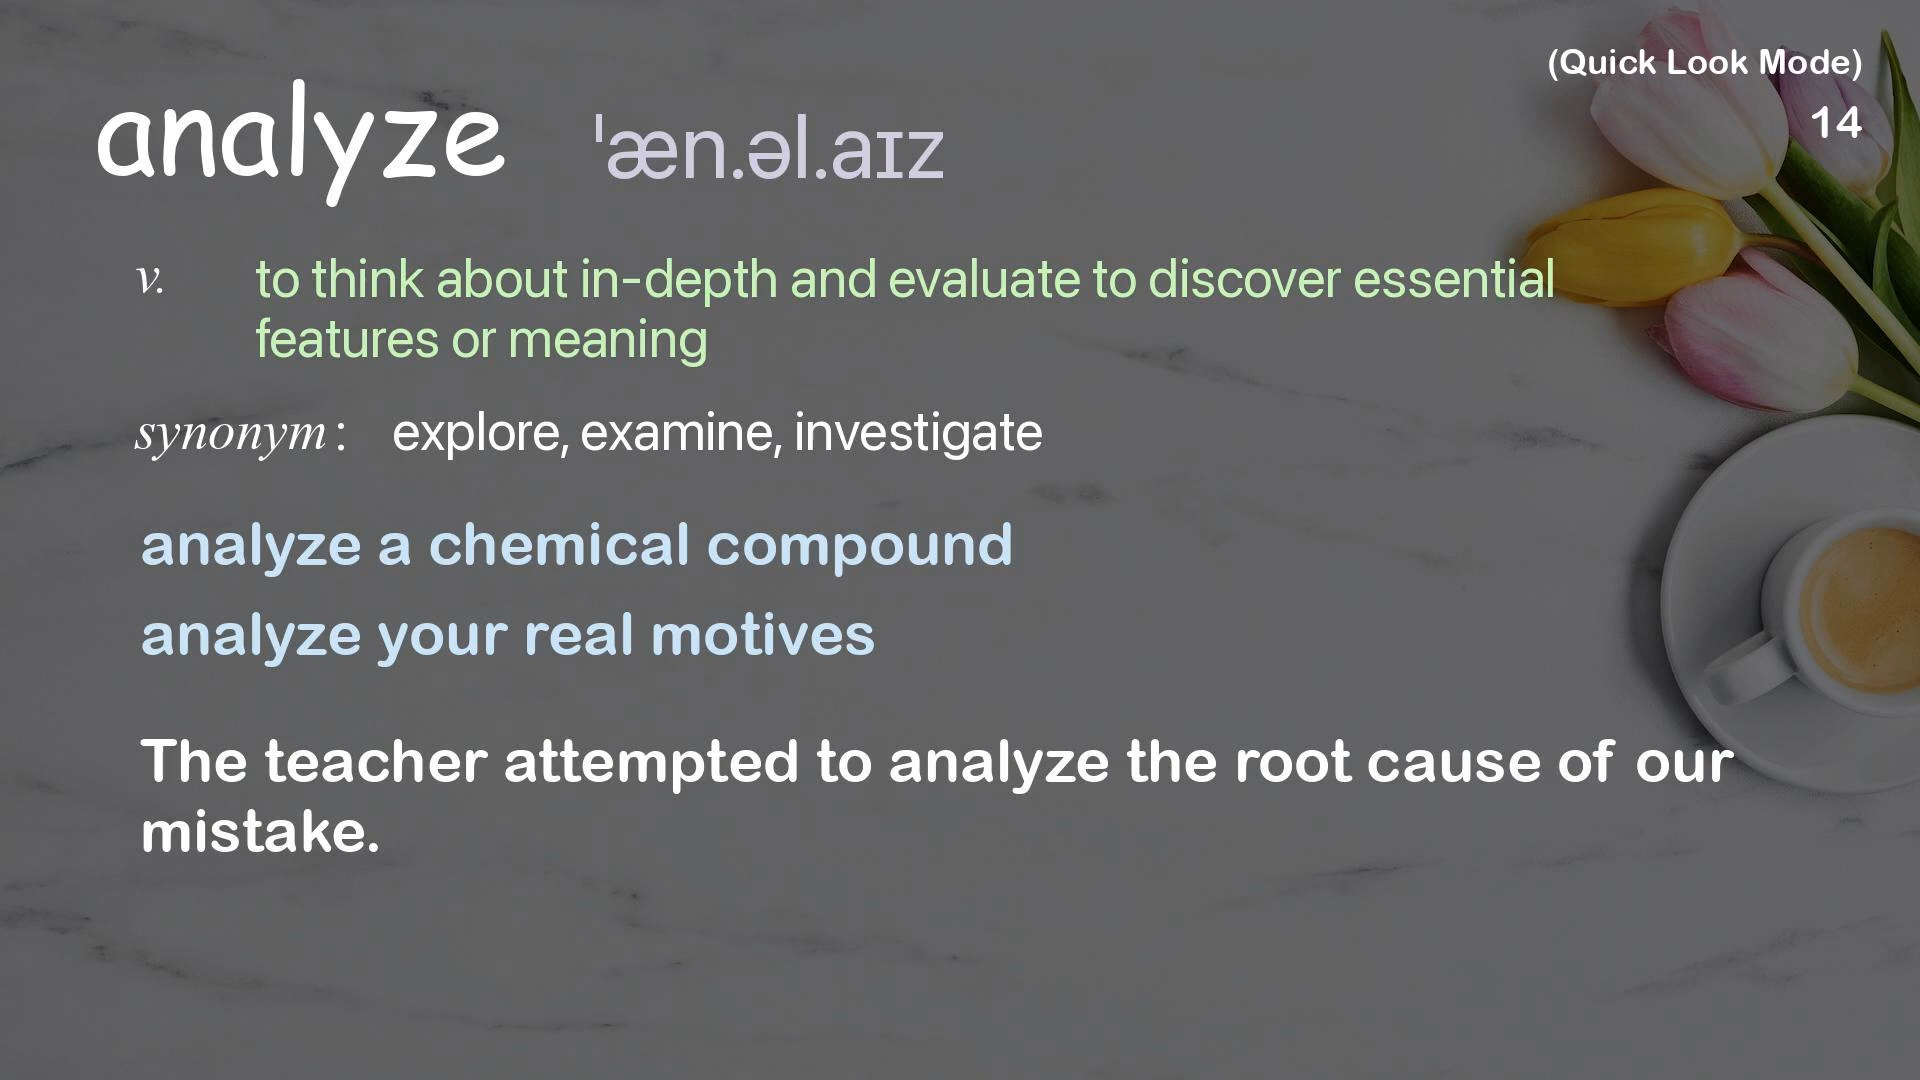 (Quick Look Mode)
14
analyze ˈæn.əl.aɪz
v. to think about in-depth and evaluate to discover essential
features or meaning
synonym : explore, examine, investigate
analyze a chemical compound
analyze your real motives
The teacher attempted to analyze the root cause of our
mistake.